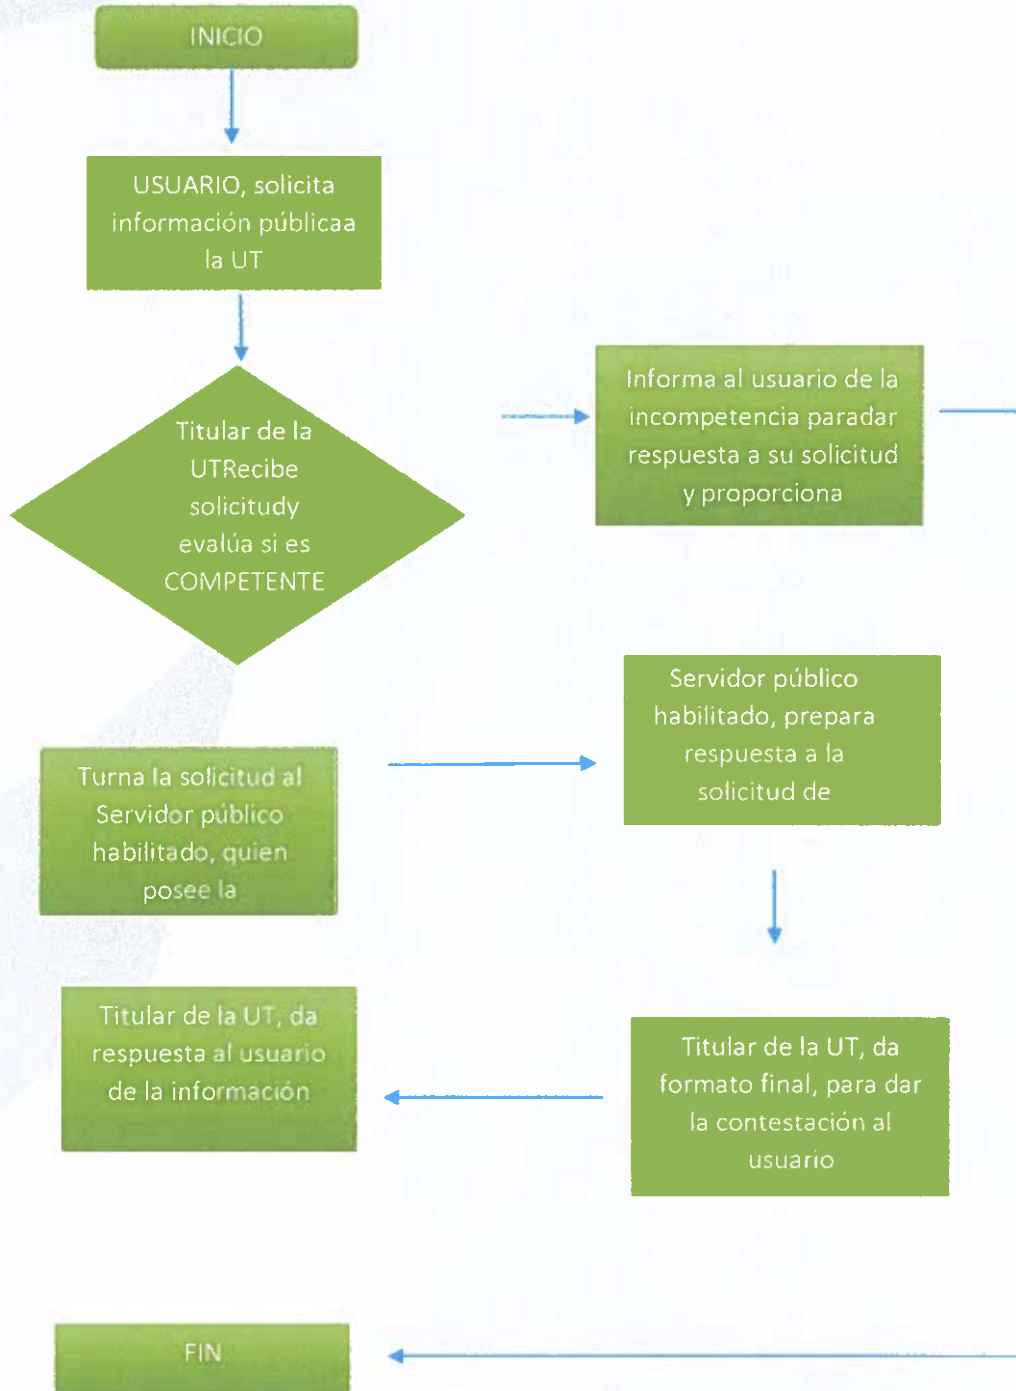 INICIO
USUARIO, solicita
información públicaa
la UT
Titular de la
UTRecibe
solicitudy
evalúa si es
COMPETENTE
Informa al usuario de la
incompetencia paradar
respuesta a su solicitud
y proporciona
Turna la solicitud al
Servidor público
habilitado, quien
posee la
Servidor público
habilitado, prepara
respuesta a la
solicitud de
Titular de la UT, da
formato final, para dar
la contestación al
usuario
Titular de la UT, da
respuesta al usuario
de la información
FIN